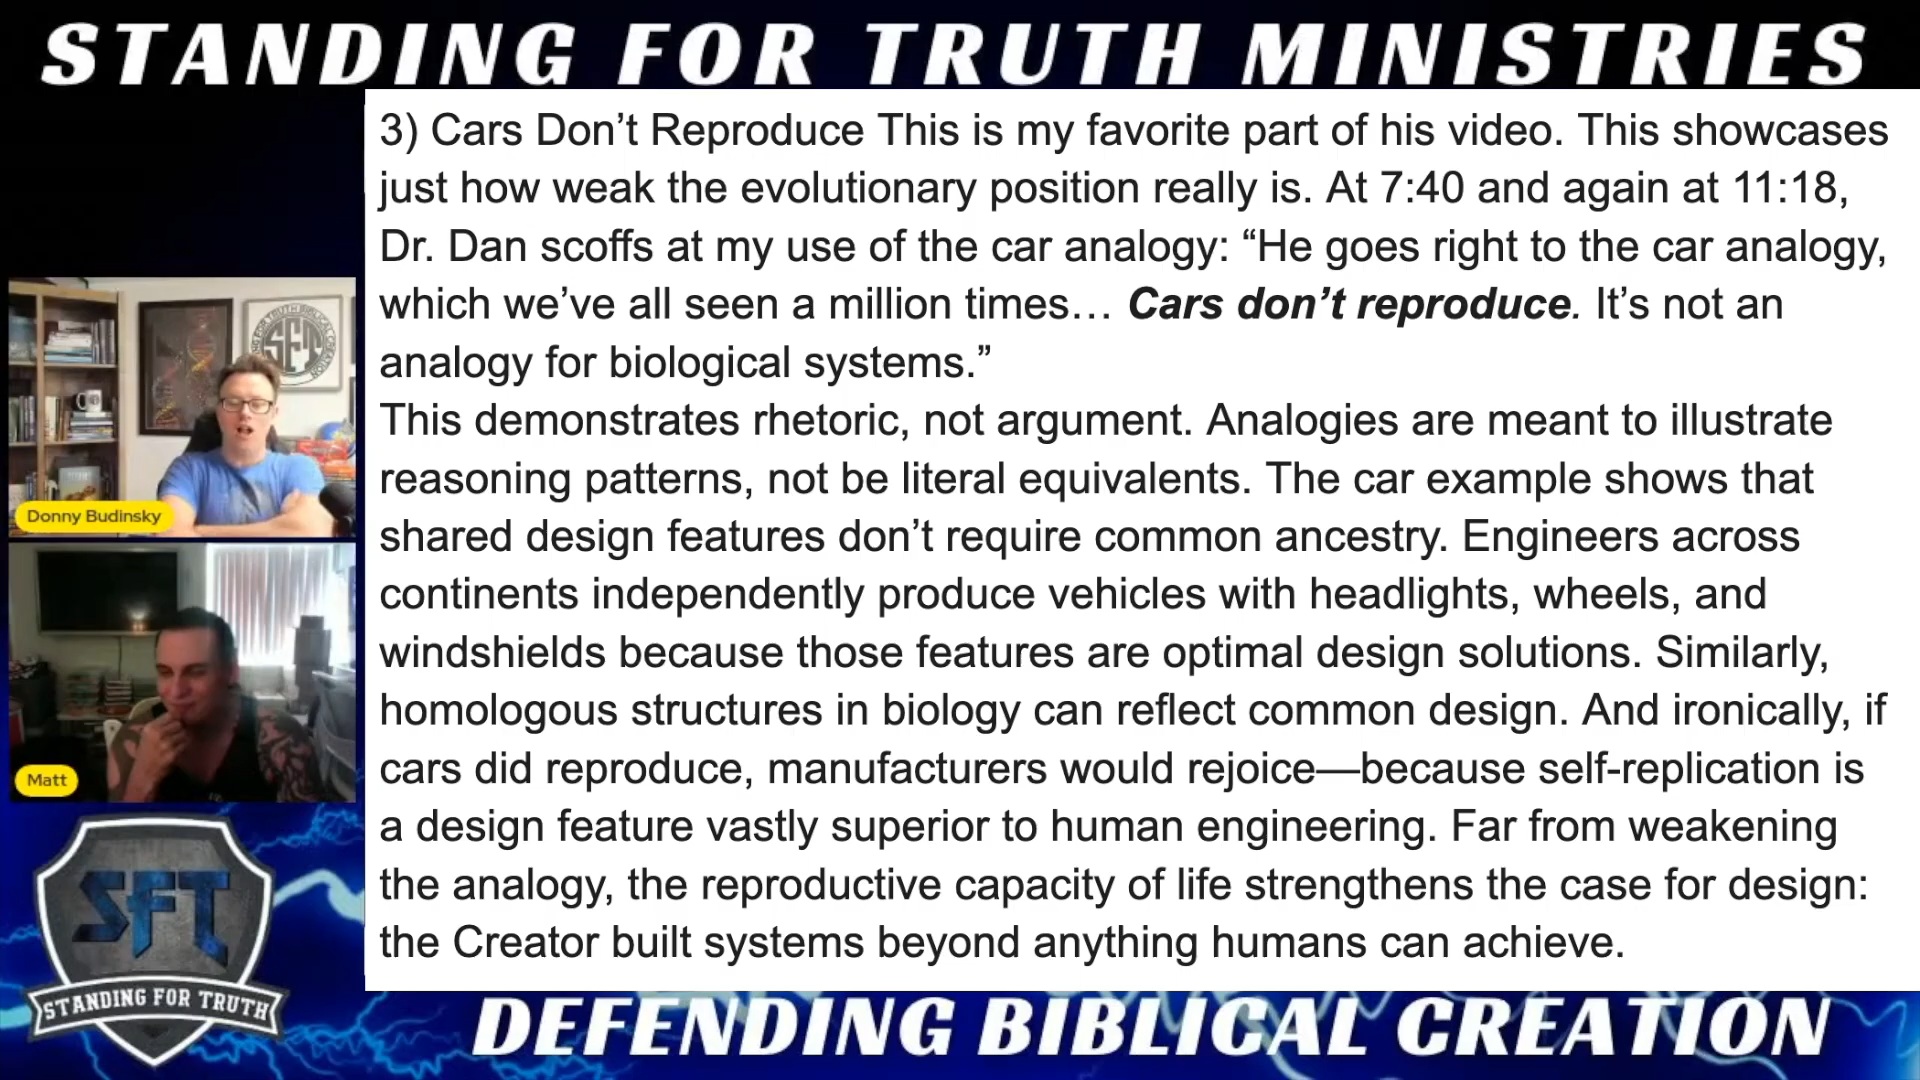 STANDING FOR TRUTH MINISTRIES
3) Cars Don’t Reproduce This is my favorite part of his video. This showcases
just how weak the evolutionary position really is. At 7:40 and again at 11:18,
Dr. Dan scoffs at my use of the car analogy: “He goes right to the car analogy,
which we’ve all seen a million times… Cars don’t reproduce. It’s not an
analogy for biological systems.”
This demonstrates rhetoric, not argument. Analogies are meant to illustrate
reasoning patterns, not be literal equivalents. The car example shows that
shared design features don’t require common ancestry. Engineers across
continents independently produce vehicles with headlights, wheels, and
windshields because those features are optimal design solutions. Similarly,
homologous structures in biology can reflect common design. And ironically, if
cars did reproduce, manufacturers would rejoice—because self-replication is
a design feature vastly superior to human engineering. Far from weakening
the analogy, the reproductive capacity of life strengthens the case for design:
the Creator built systems beyond anything humans can achieve.
SFT
Donny Budinsky
Matt
SFT
STANDING FOR TRUTH
DEFENDING BIBLICAL CREATION